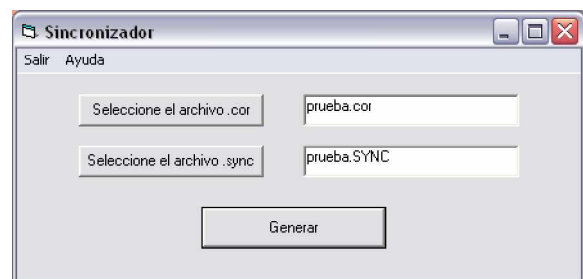 Sincronizador
Salir Ayuda
Seleccione el archivo .cor prueba.cor
Seleccione el archivo .sync prueba.SYNC
Generar